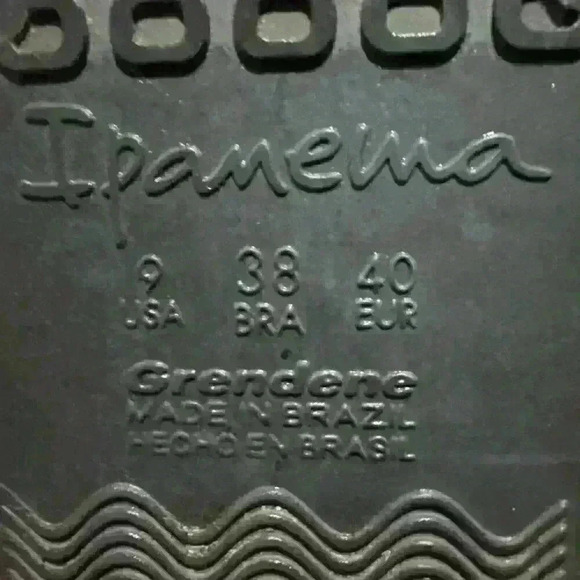 Ipanema
9 38 40
USA BRA EUR
Grendene
MADE IN BRAZIL
HECHO EN BRASIL